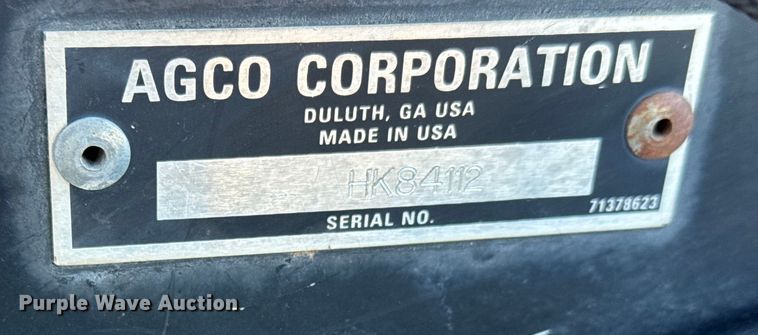 AGCO CORPORATION
DULUTH, GA USA
MADE IN USA
HK84112
SERIAL NO.
71378623
Purple Wave Auction.